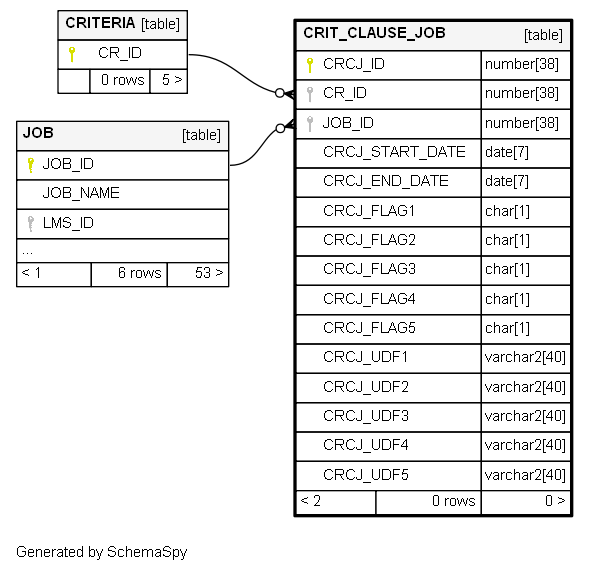 CRITERIA [table]
CR_ID
0 rows 5 >
JOB [table]
JOB_ID
JOB_NAME
LMS_ID
...
< 1 6 rows 53 >
CRIT_CLAUSE_JOB [table]
CRCJ_ID number[38]
CR_ID number[38]
JOB_ID number[38]
CRCJ_START_DATE date[7]
CRCJ_END_DATE date[7]
CRCJ_FLAG1 char[1]
CRCJ_FLAG2 char[1]
CRCJ_FLAG3 char[1]
CRCJ_FLAG4 char[1]
CRCJ_FLAG5 char[1]
CRCJ_UDF1 varchar2[40]
CRCJ_UDF2 varchar2[40]
CRCJ_UDF3 varchar2[40]
CRCJ_UDF4 varchar2[40]
CRCJ_UDF5 varchar2[40]
< 2 0 rows 0 >
Generated by SchemaSpy